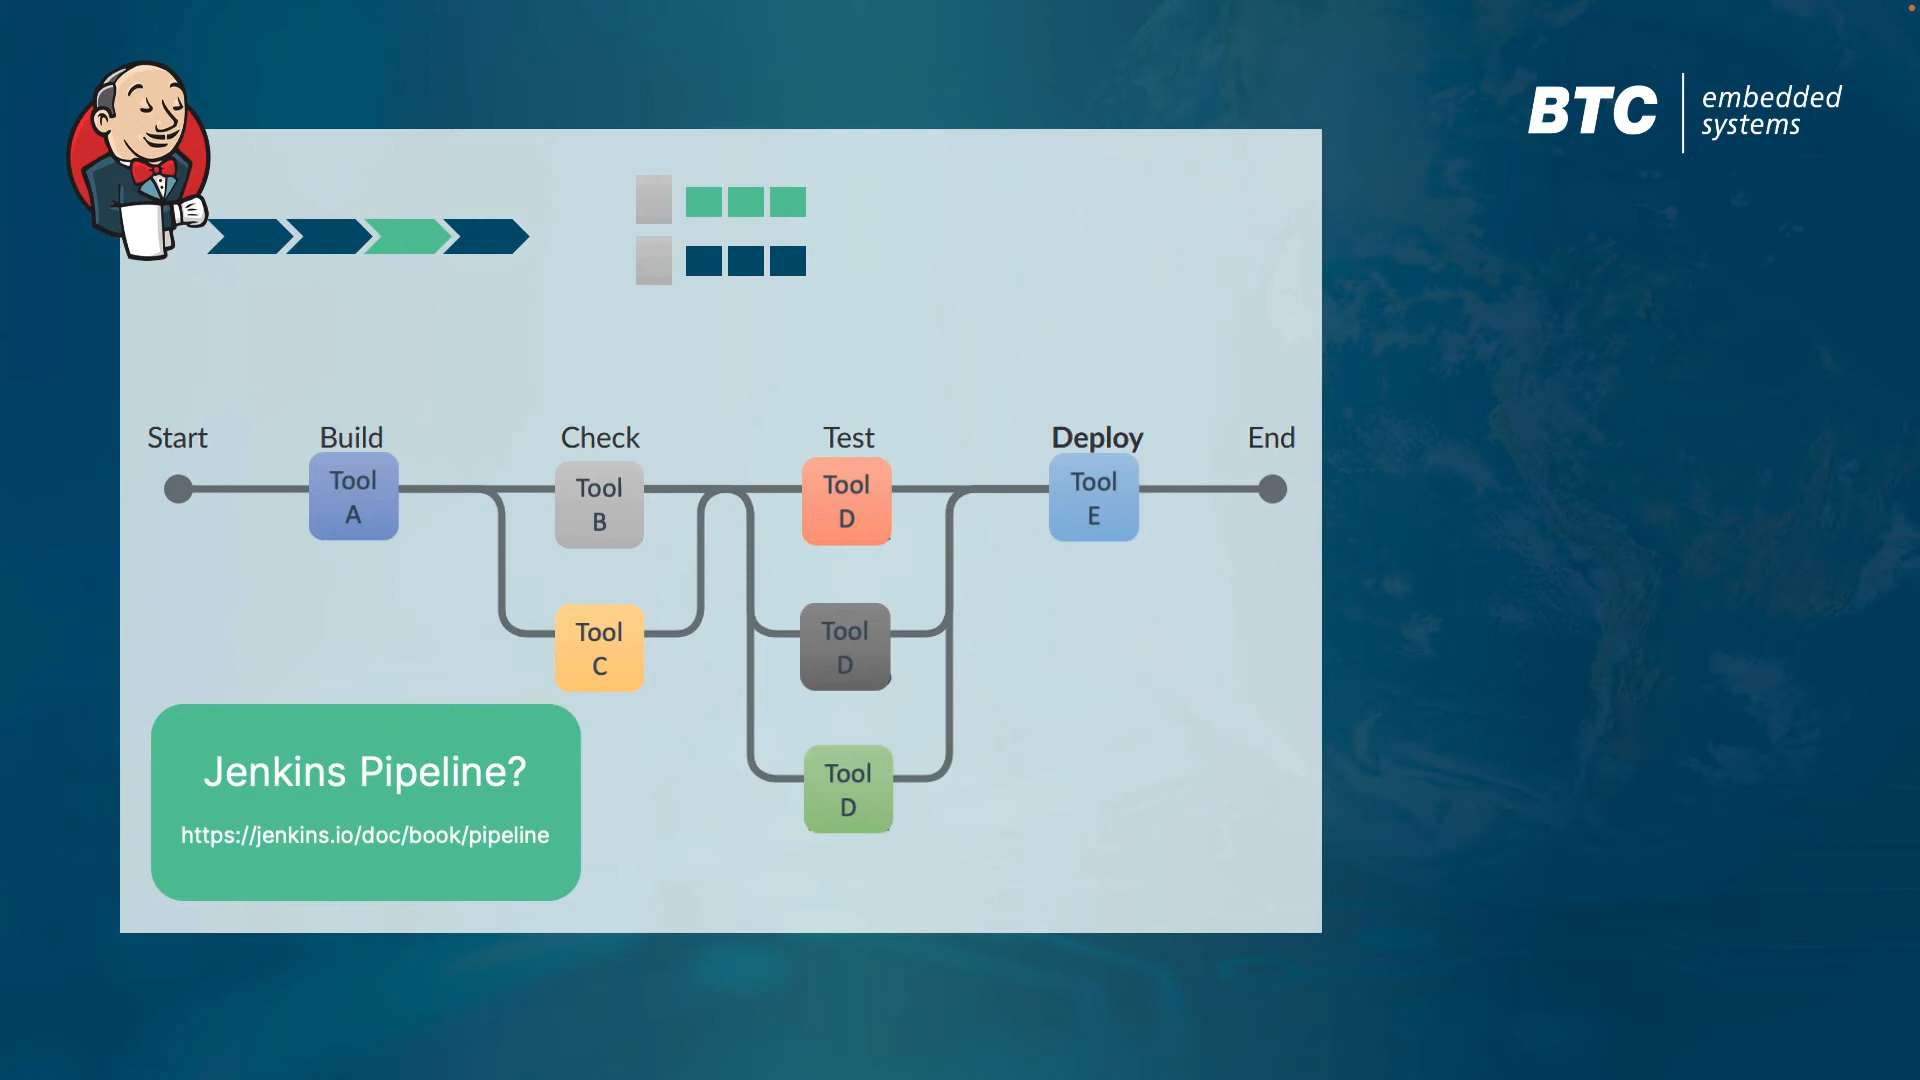 BTC
embedded
systems
Start
Build
Check
Test
Deploy
End
Tool
A
Tool
B
Tool
D
Tool
E
Tool
C
Tool
D
Tool
D
Jenkins Pipeline?
https://jenkins.io/doc/book/pipeline